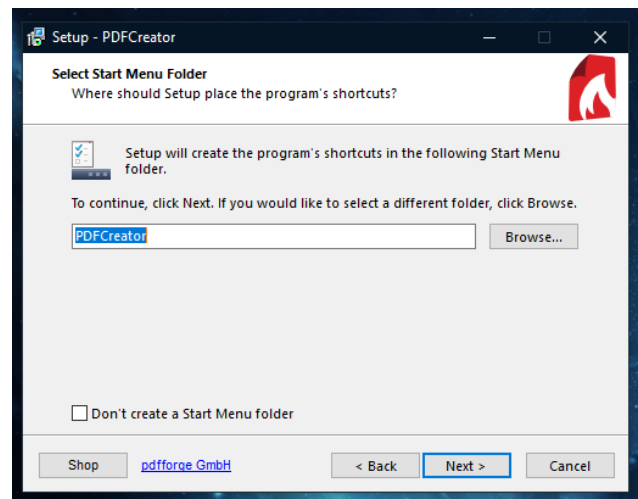 Setup - PDFCreator
Select Start Menu Folder
Where should Setup place the program's shortcuts?
Setup will create the program's shortcuts in the following Start Menu
folder.
To continue, click Next. If you would like to select a different folder, click Browse.
PDFCreator
Browse...
Don't create a Start Menu folder
Shop pdfforge GmbH < Back Next > Cancel